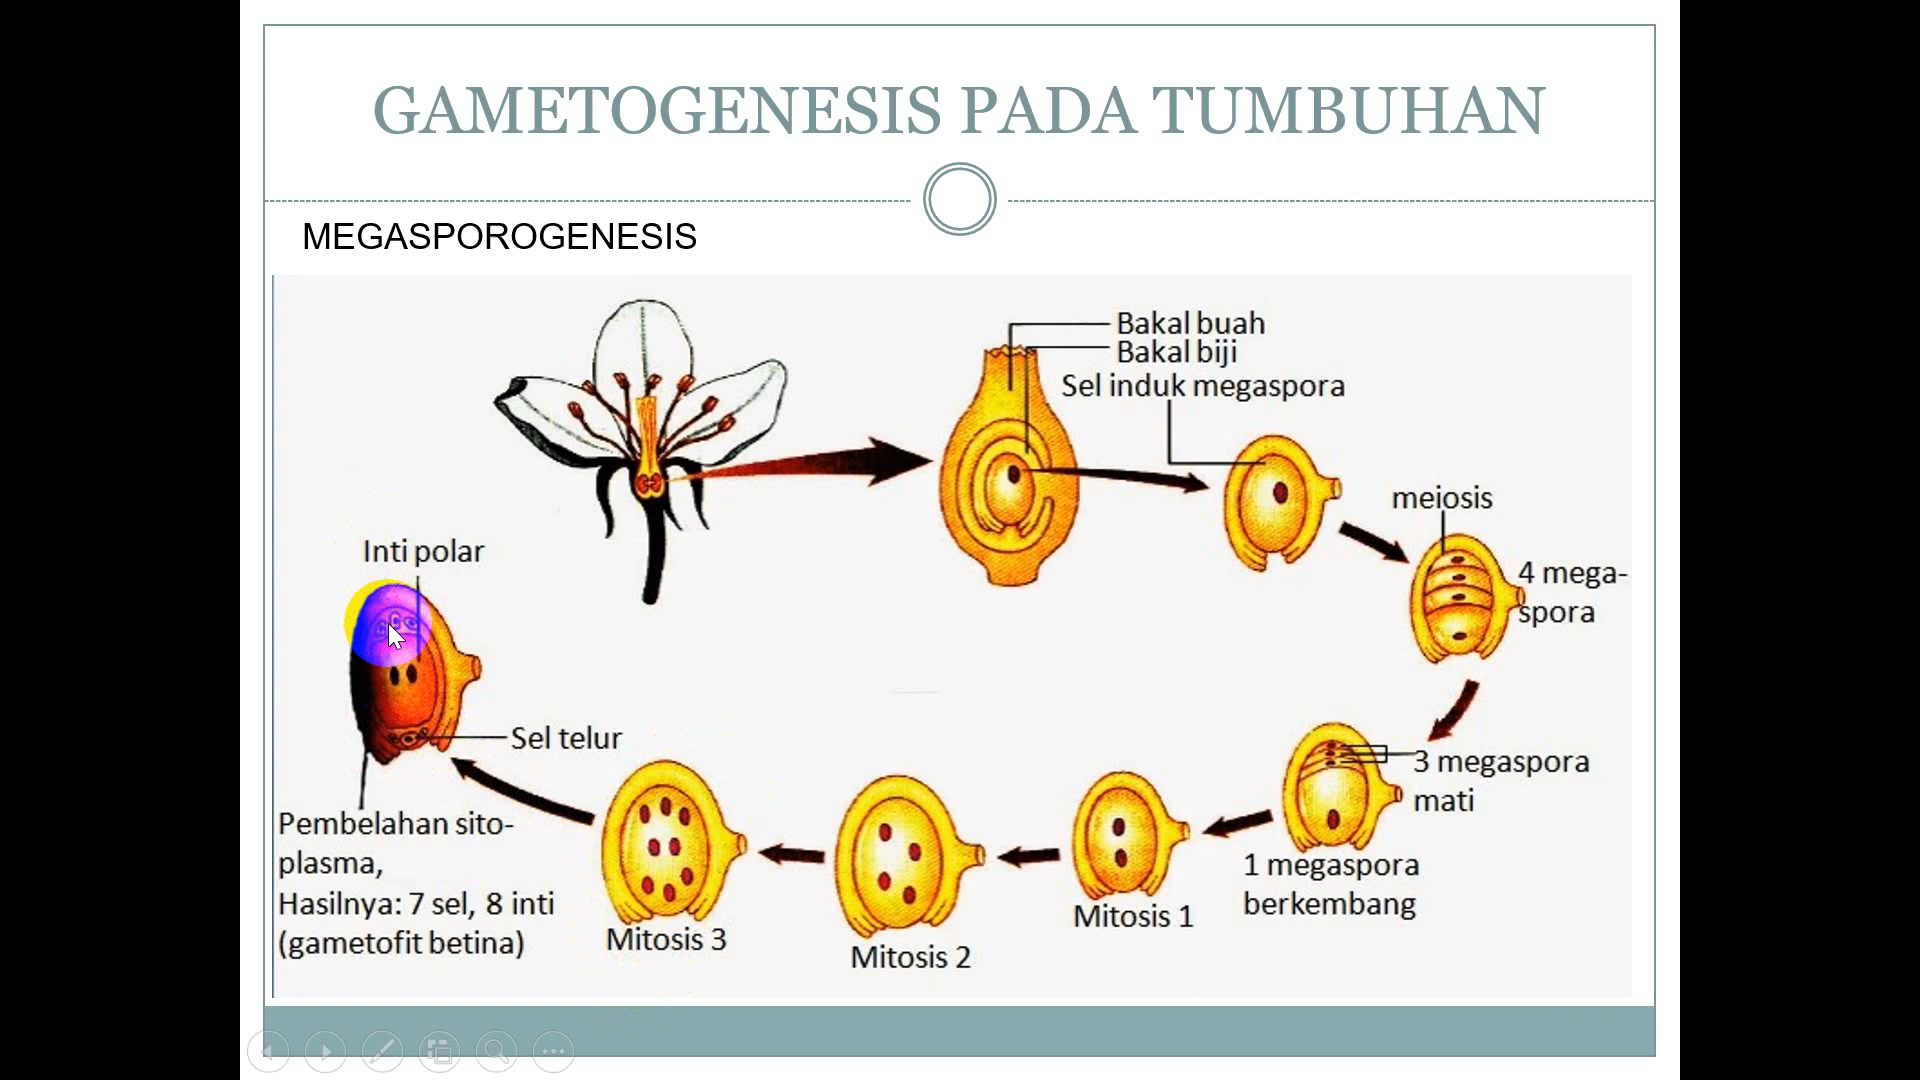 GAMETOGENESIS PADA TUMBUHAN
MEGASPOROGENESIS
Bakal buah
Bakal biji
Sel induk megaspora
meiosis
4 mega-
spora
3 megaspora
mati
1 megaspora
berkembang
Mitosis 1
Mitosis 2
Mitosis 3
Inti polar
Sel telur
Pembelahan sito-
plasma,
Hasilnya: 7 sel, 8 inti
(gametofit betina)